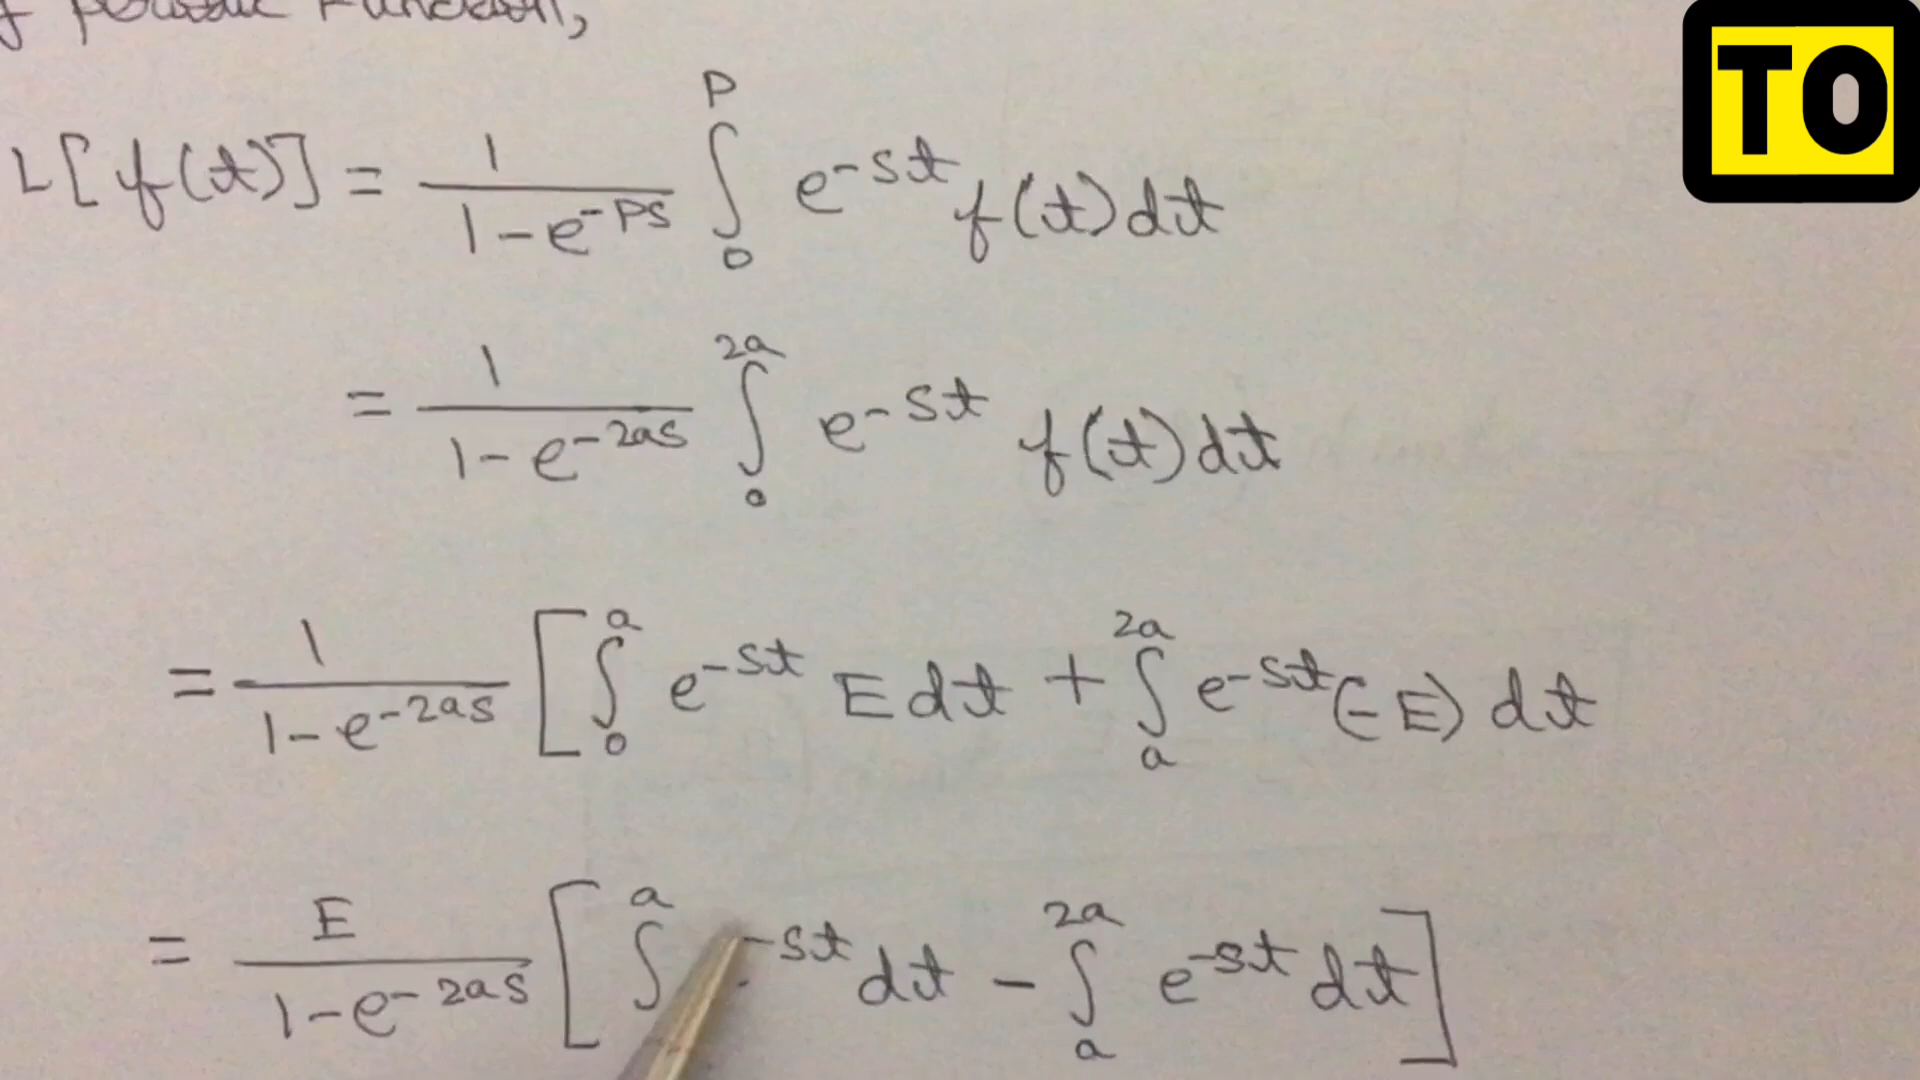 TO
L[f(t)] = 1/(1-e^-PS) ∫_0^P e^-st f(t)dt
= 1/(1-e^-2as) ∫_0^2a e^-st f(t)dt
= 1/(1-e^-2as) [∫_0^a e^-st E dt + ∫_a^2a e^-st (-E) dt
= E/(1-e^-2as) [∫^a -st dt - ∫_a^2a e^-st dt]